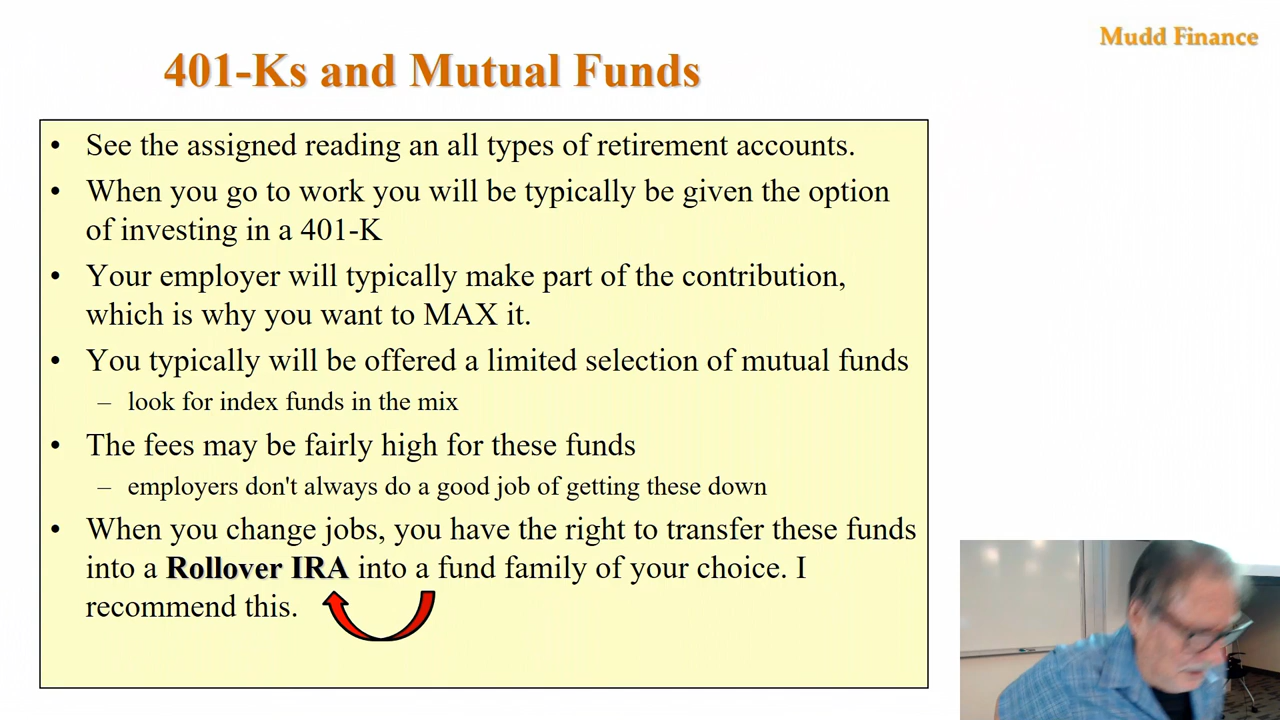 Mudd Finance
401-Ks and Mutual Funds
• See the assigned reading an all types of retirement accounts.
• When you go to work you will be typically be given the option
of investing in a 401-K
• Your employer will typically make part of the contribution,
which is why you want to MAX it.
• You typically will be offered a limited selection of mutual funds
– look for index funds in the mix
• The fees may be fairly high for these funds
– employers don't always do a good job of getting these down
• When you change jobs, you have the right to transfer these funds
into a Rollover IRA into a fund family of your choice. I
recommend this.